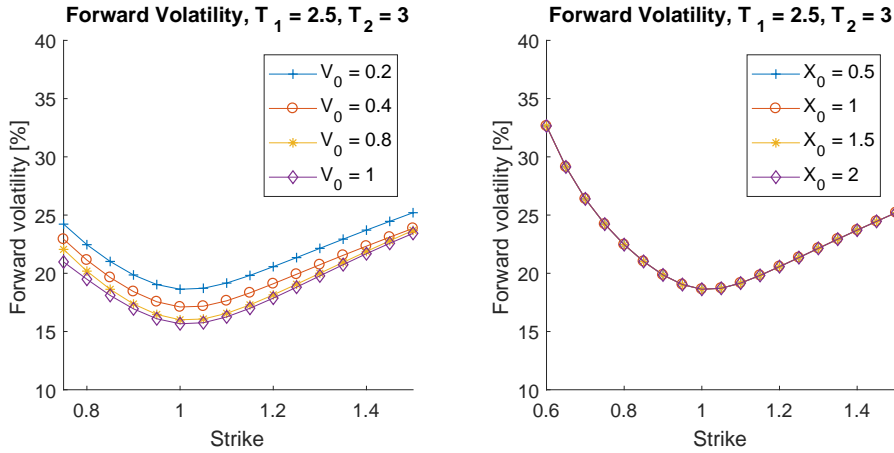 Forward Volatility, T1 = 2.5, T2 = 3
Forward volatility [%]
40
35
30
25
20
15
10
0.8
1
1.2
1.4
Strike
V0 = 0.2
V0 = 0.4
V0 = 0.8
V0 = 1
Forward Volatility, T1 = 2.5, T2 = 3
Forward volatility [%]
40
35
30
25
20
15
10
0.6
0.8
1
1.2
1.4
Strike
X0 = 0.5
X0 = 1
X0 = 1.5
X0 = 2